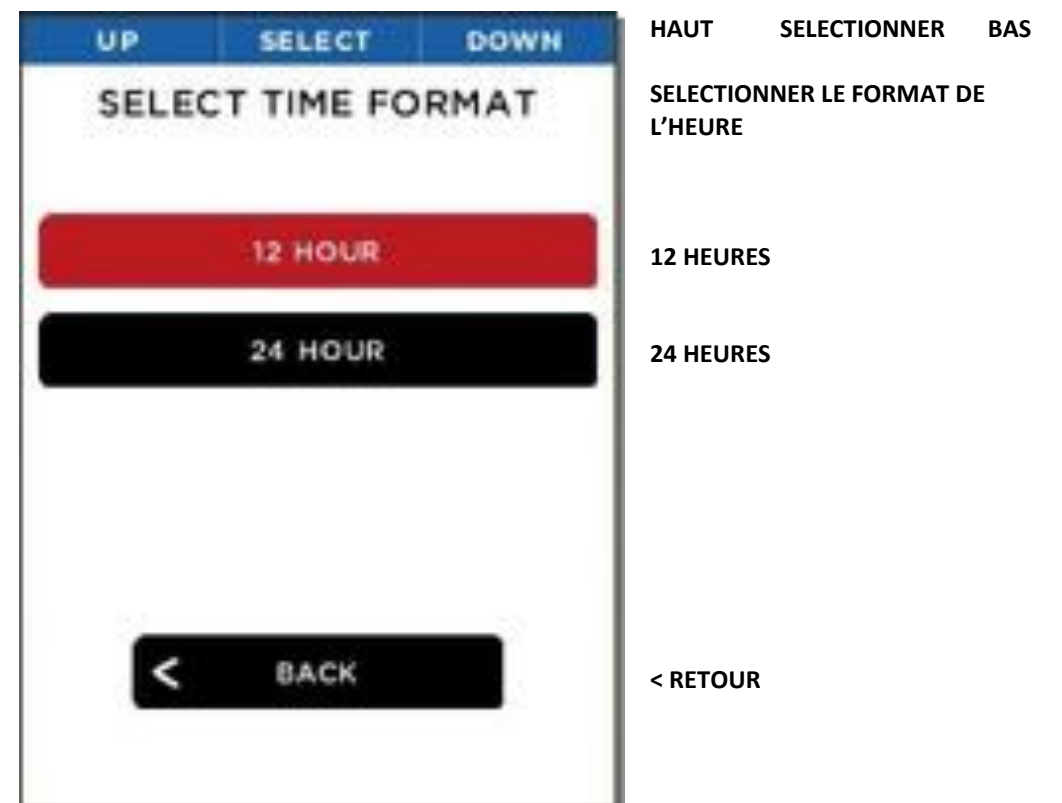 UP SELECT DOWN
SELECT TIME FORMAT
12 HOUR
24 HOUR
< BACK
HAUT SELECTIONNER BAS
SELECTIONNER LE FORMAT DE
L’HEURE
12 HEURES
24 HEURES
< RETOUR